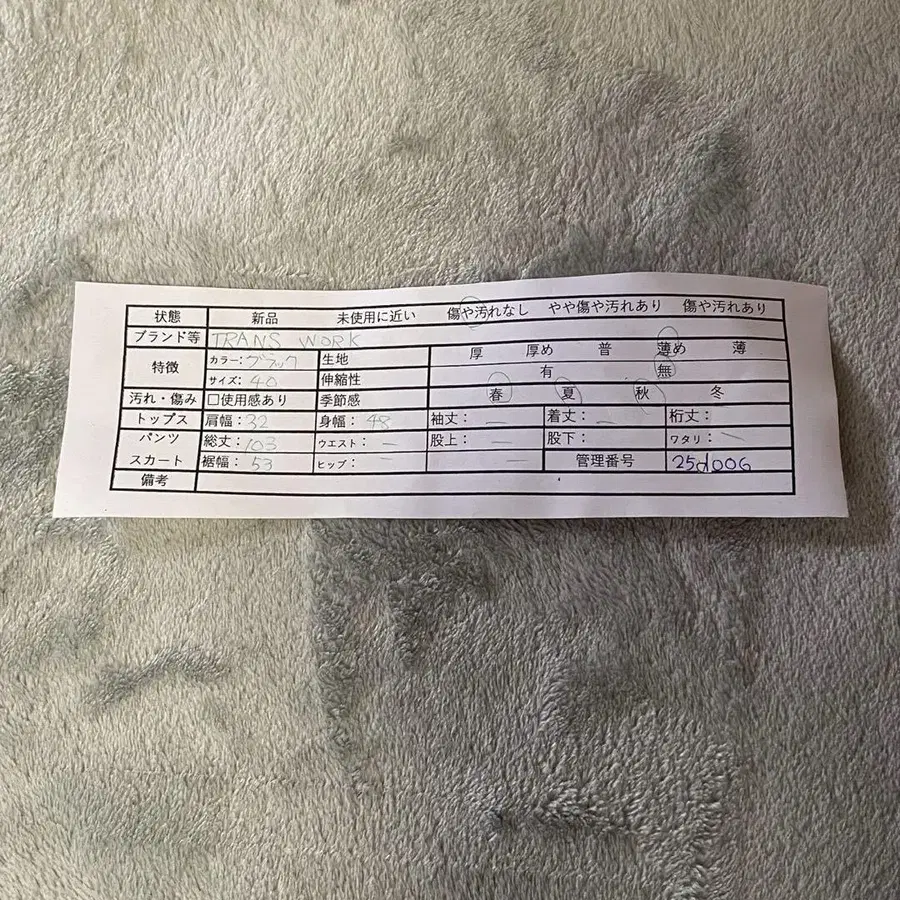 状態 新品 未使用に近い 傷や汚れなし やや傷や汚れあり 傷や汚れあり
ブランド等 TRANS WORK
特徴 カラー:ブラック 生地 厚 厚め 普 薄め 薄
サイズ:40 伸縮性 有 無
汚れ・傷み □使用感あり 季節感 春 夏 秋 冬
トップス 肩幅:32 身幅:48 袖丈:— 着丈:— 裄丈:
パンツ 総丈:103 ウエスト:— 股上:— 股下: ワタリ:—
スカート 裾幅:53 ヒップ:— — 管理番号 25d006
備考